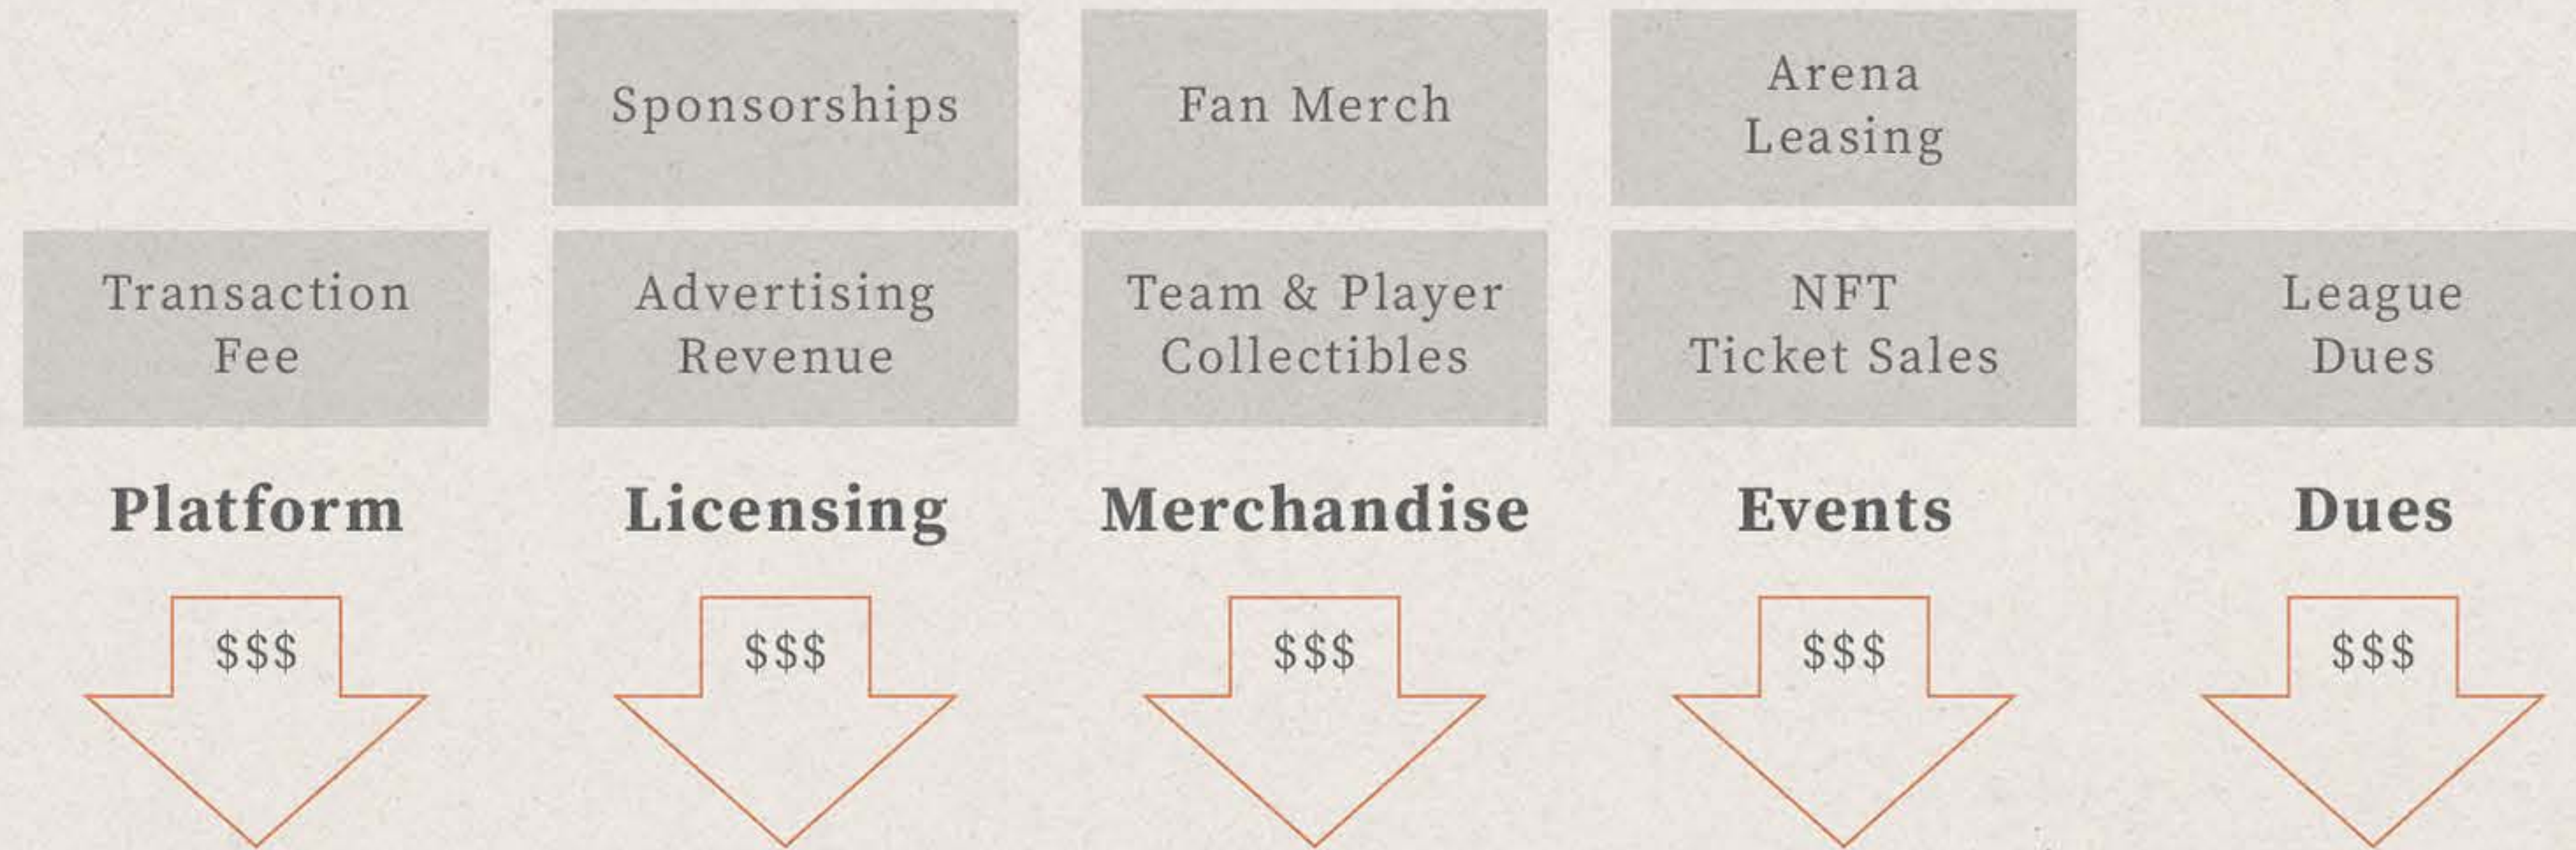 Sponsorships
Fan Merch
Arena
Leasing
Transaction
Fee
Advertising
Revenue
Team & Player
Collectibles
NFT
Ticket Sales
League
Dues
Platform
Licensing
Merchandise
Events
Dues
$$$
$$$
$$$
$$$
$$$